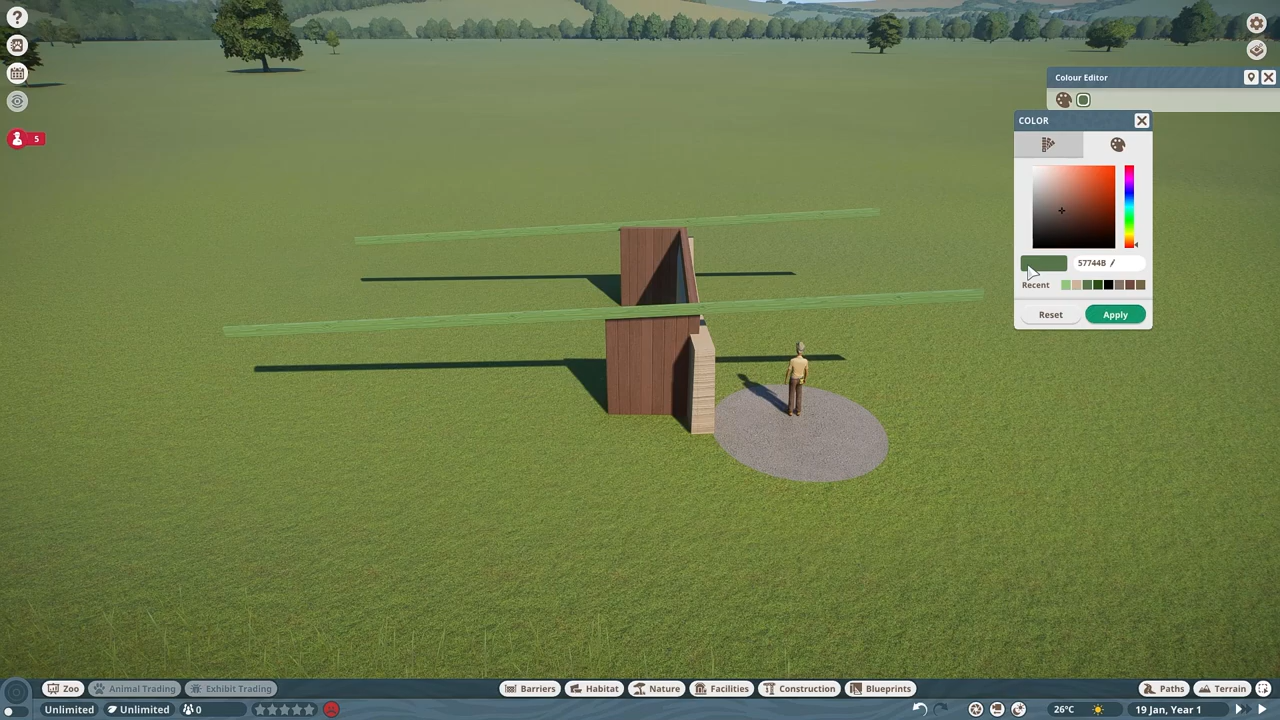 ?
5
Colour Editor
COLOR
57744B
Recent
Reset Apply
Zoo Animal Trading Exhibit Trading Barriers Habitat Nature Facilities Construction Blueprints Paths Terrain
Unlimited Unlimited 0 26°C 19 Jan, Year 1